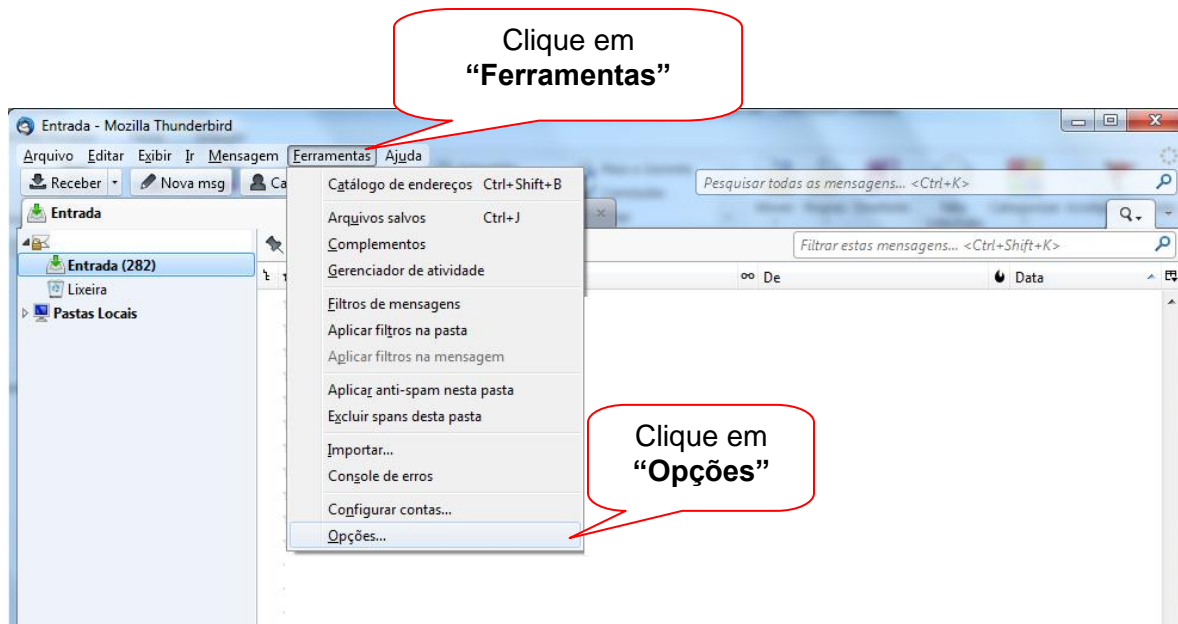 Clique em
“Ferramentas”
Entrada - Mozilla Thunderbird
Arquivo Editar Exibir Ir Mensagem Ferramentas Ajuda
Receber Nova msg Ca
Pesquisar todas as mensagens... <Ctrl+K>
Entrada
Filtrar estas mensagens... <Ctrl+Shift+K>
Entrada (282)
De Data
Lixeira
Pastas Locais
Catálogo de endereços Ctrl+Shift+B
Arquivos salvos Ctrl+J
Complementos
Gerenciador de atividade
Filtros de mensagens
Aplicar filtros na pasta
Aplicar filtros na mensagem
Aplicar anti-spam nesta pasta
Excluir spans desta pasta
Importar...
Console de erros
Configurar contas...
Opções...
Clique em
“Opções”